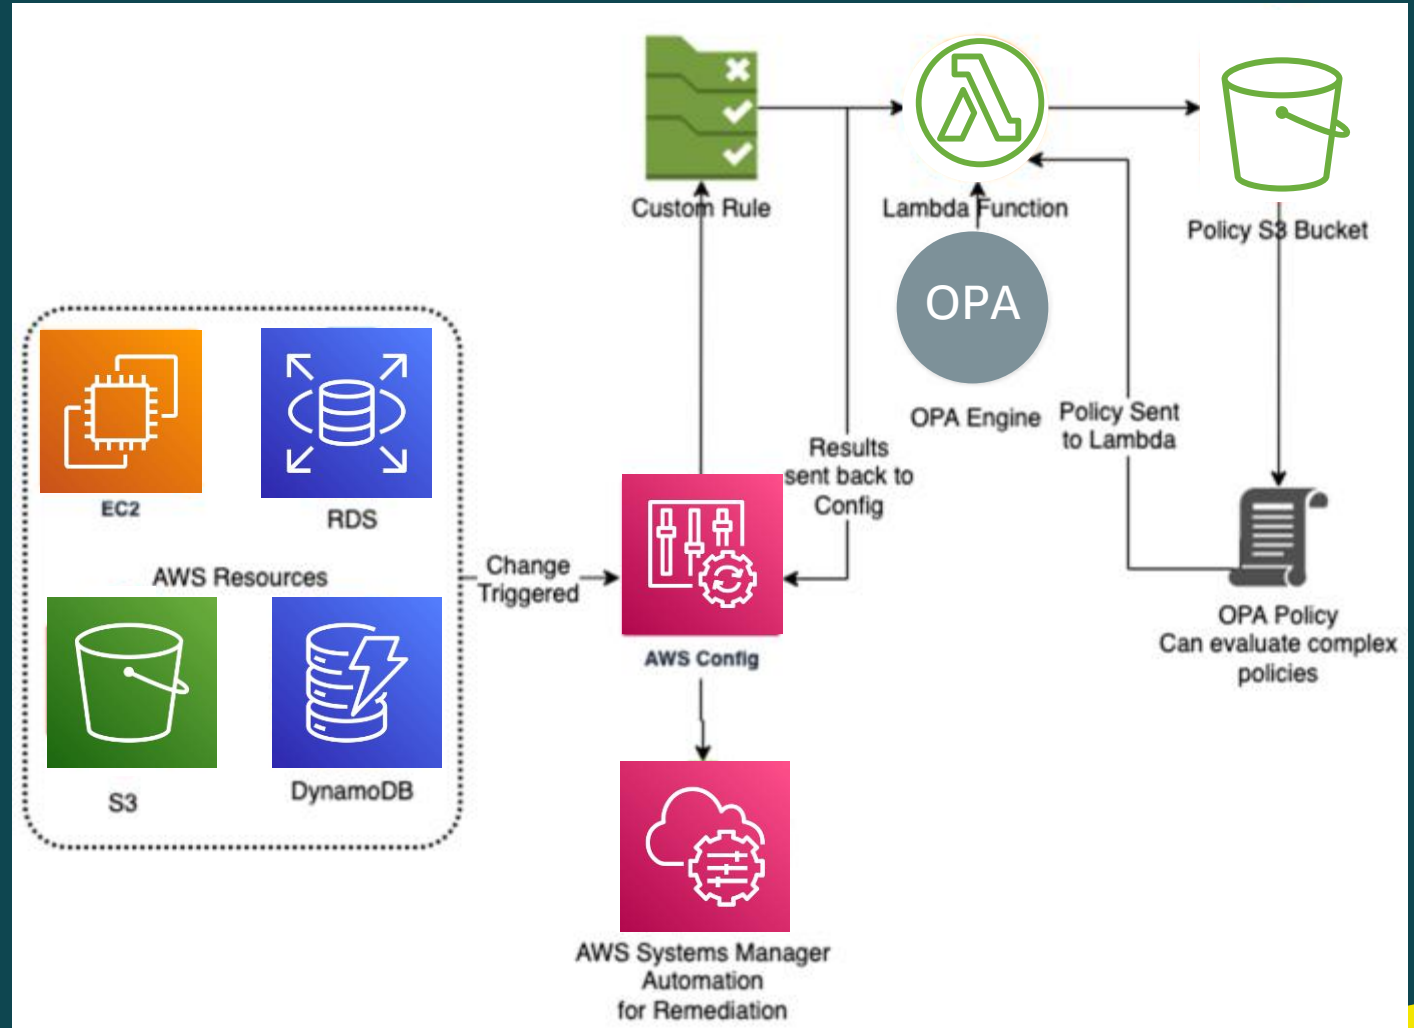 Custom Rule
Lambda Function
Policy S3 Bucket
OPA
OPA Engine
Policy Sent
to Lambda
Results
sent back to
Config
EC2
RDS
AWS Resources
Change
Triggered
S3
DynamoDB
AWS Config
OPA Policy
Can evaluate complex
policies
AWS Systems Manager
Automation
for Remediation